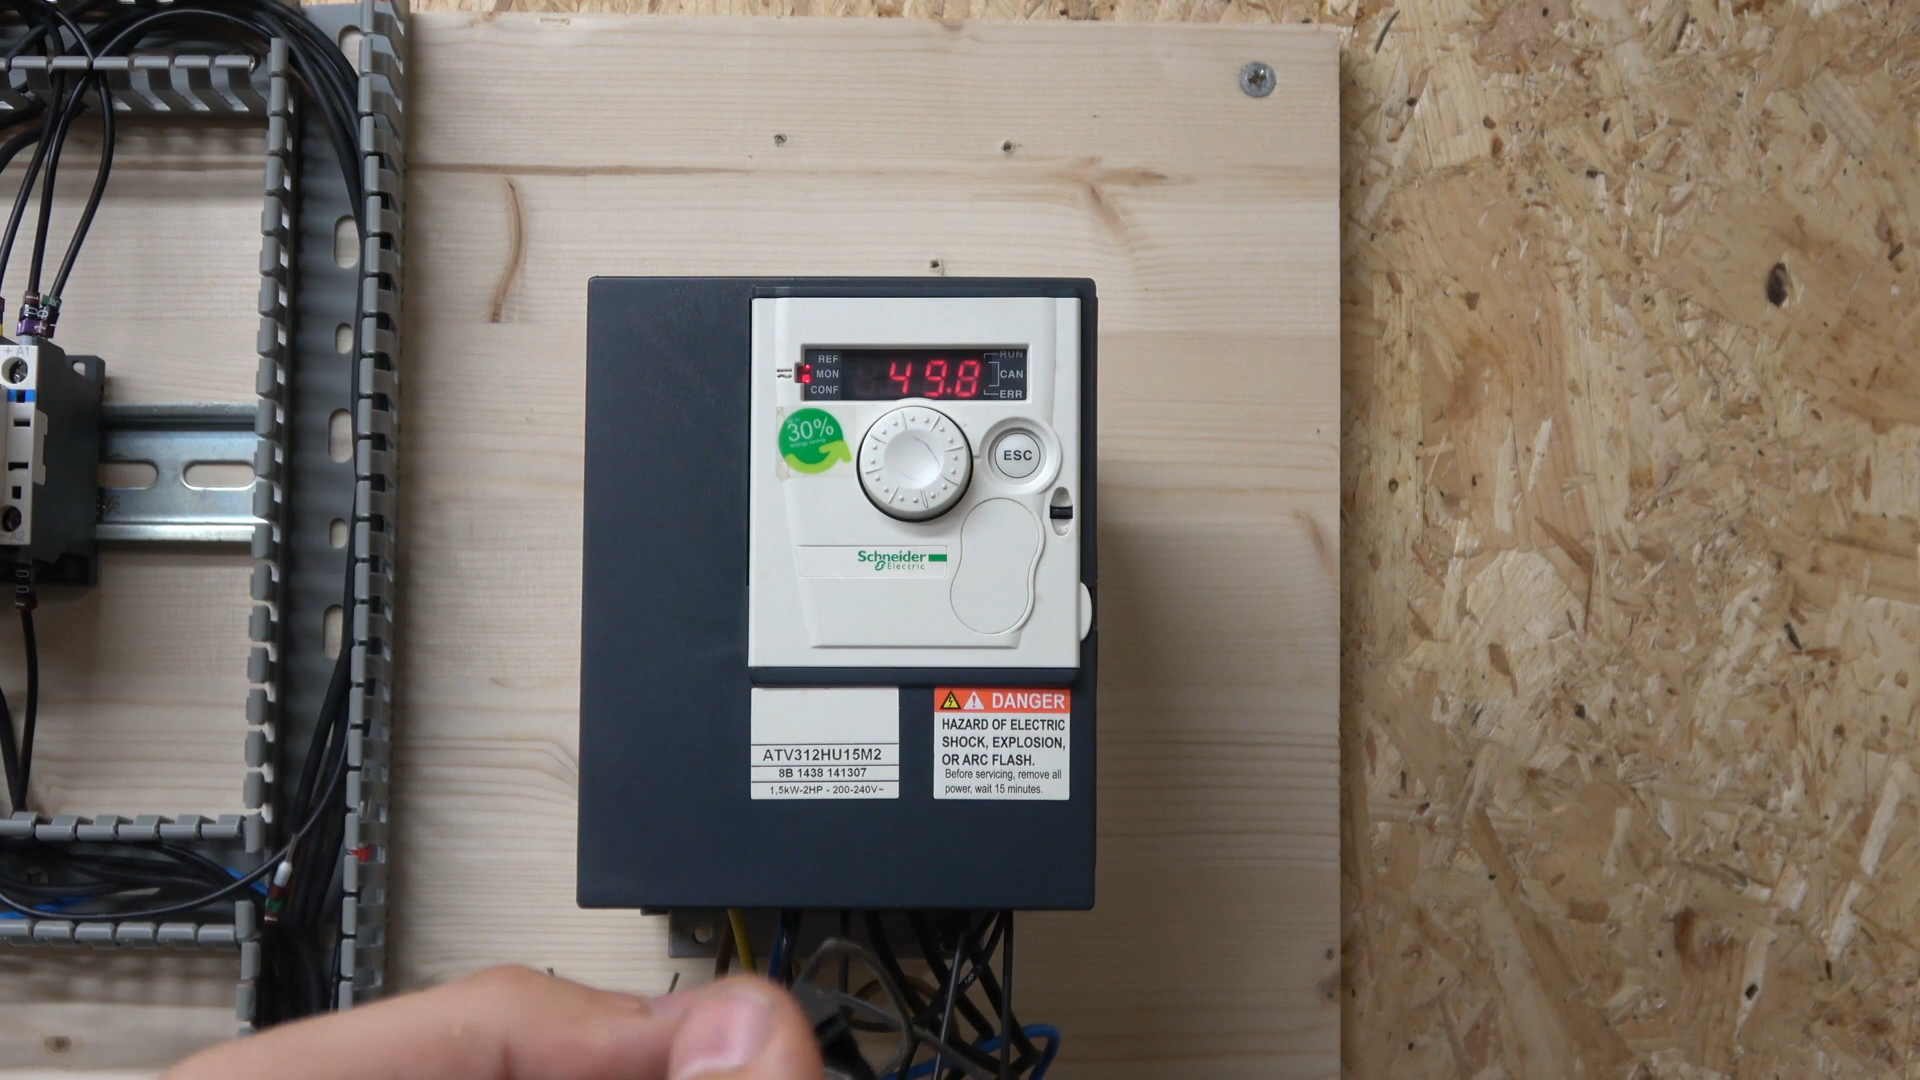 A1
REF
MON
CONF
49.8
RUN
CAN
ERR
30%
ESC
Schneider
Electric
DANGER
HAZARD OF ELECTRIC
SHOCK, EXPLOSION,
OR ARC FLASH.
Before servicing, remove all
power, wait 15 minutes.
ATV312HU15M2
8B 1438 141307
1,5kW-2HP - 200-240V~